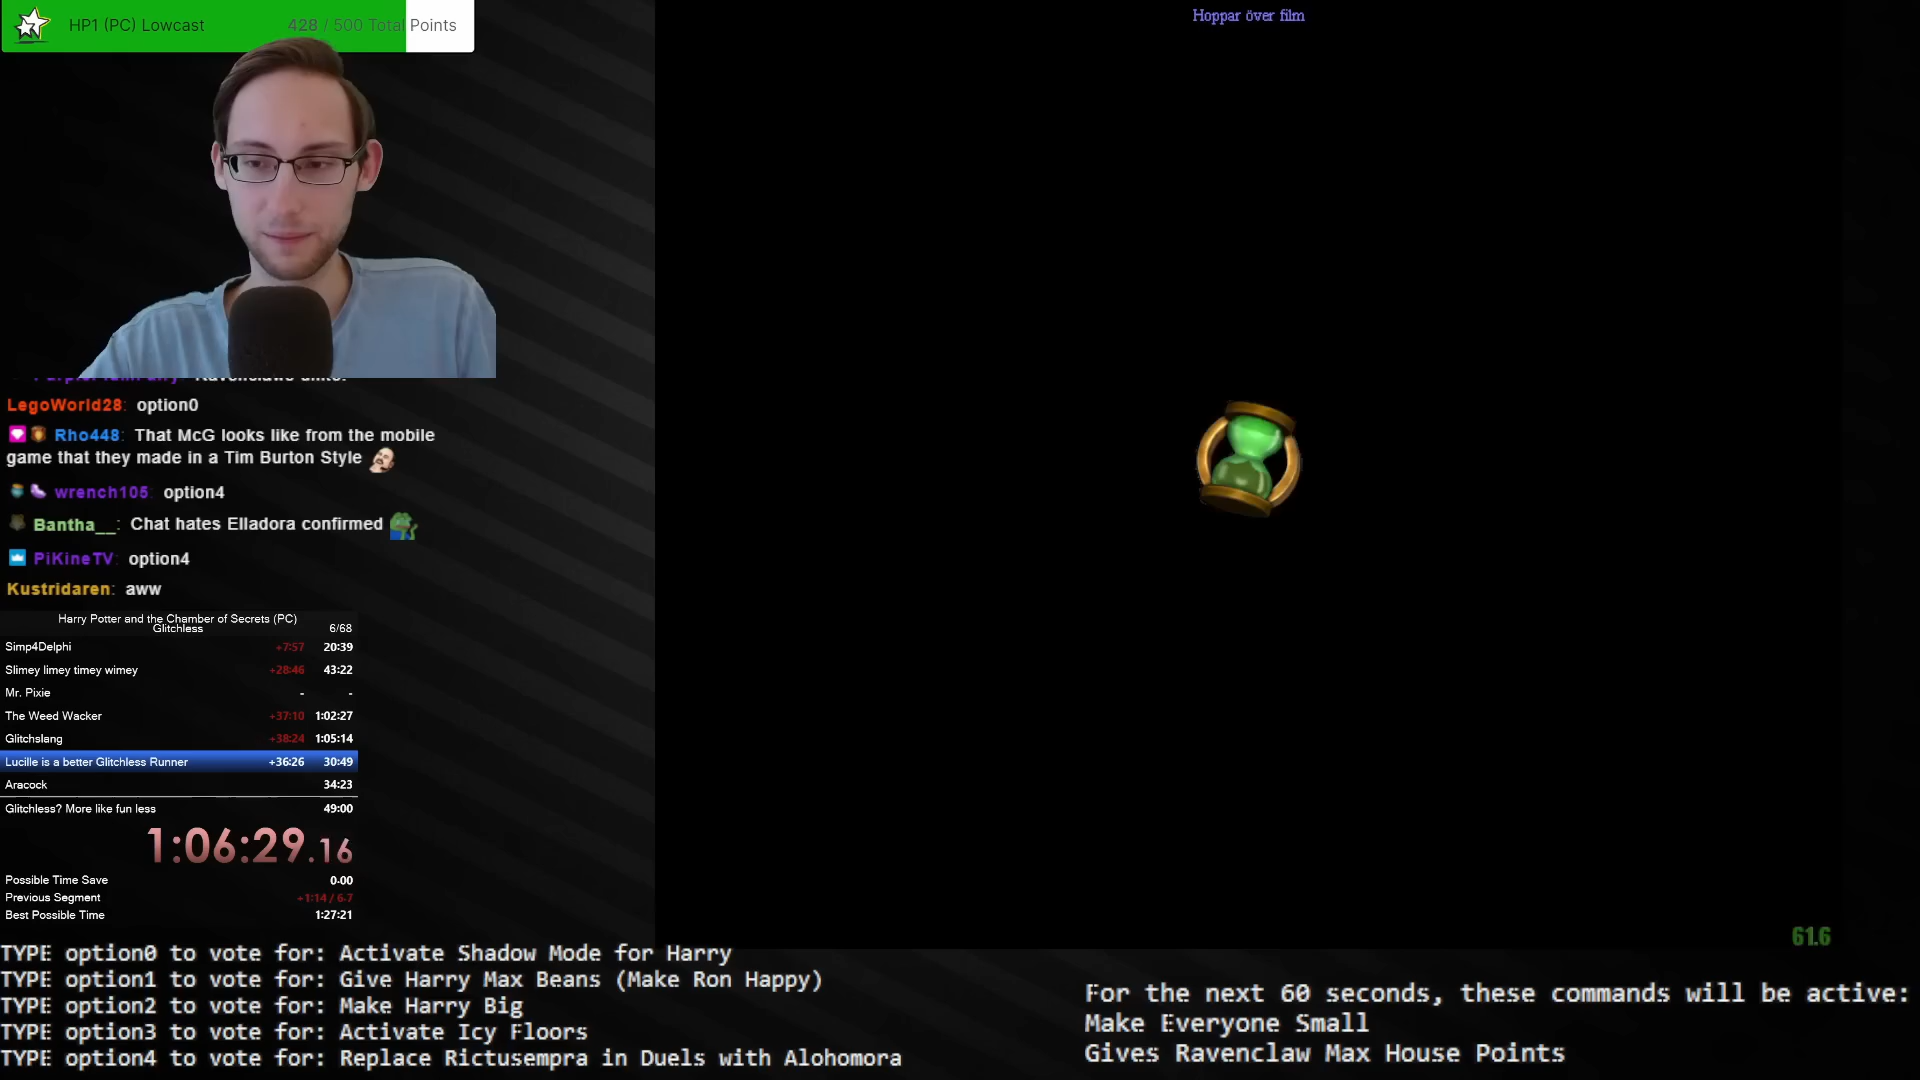 HP1 (PC) Lowcast 428 / 500 Total Points
Hoppar över film
LegoWorld28: option0
Rho448: That McG looks like from the mobile
game that they made in a Tim Burton Style
wrench105: option4
Bantha__: Chat hates Elladora confirmed
PiKineTV: option4
Kustridaren: aww
Harry Potter and the Chamber of Secrets (PC)
Glitchless 6/68
Simp4Delphi +7:57 20:39
Slimey limey timey wimey +28:46 43:22
Mr. Pixie - -
The Weed Wacker +37:10 1:02:27
Glitchslang +38:24 1:05:14
Lucille is a better Glitchless Runner +36:26 30:49
Aracock 34:23
Glitchless? More like fun less 49:00
1:06:29.16
Possible Time Save 0.00
Previous Segment +1:14 / 6.7
Best Possible Time 1:27:21
61.6
TYPE option0 to vote for: Activate Shadow Mode for Harry
TYPE option1 to vote for: Give Harry Max Beans (Make Ron Happy)
TYPE option2 to vote for: Make Harry Big
TYPE option3 to vote for: Activate Icy Floors
TYPE option4 to vote for: Replace Rictusempra in Duels with Alohomora
For the next 60 seconds, these commands will be active:
Make Everyone Small
Gives Ravenclaw Max House Points